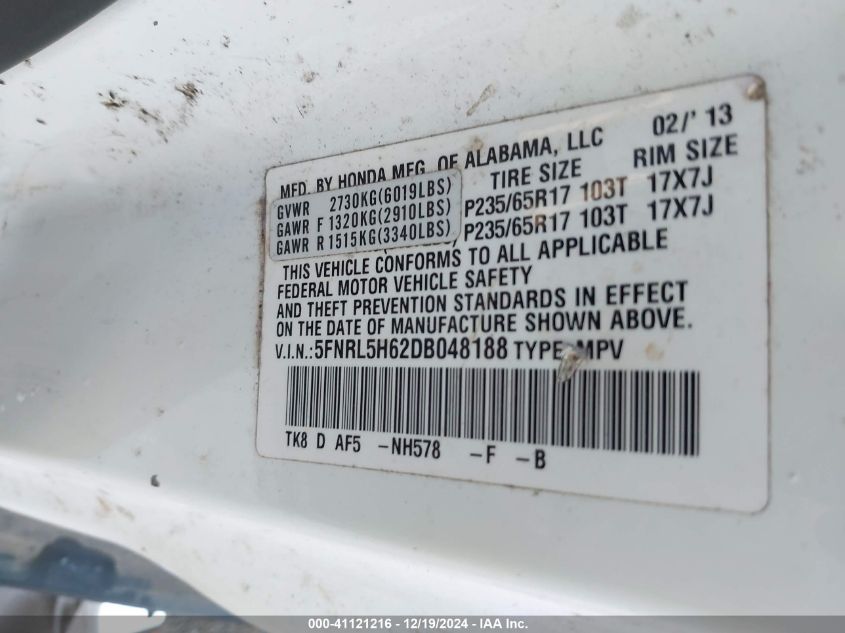 MFD. BY HONDA MFG. OF ALABAMA, LLC 02/' 13
TIRE SIZE RIM SIZE
GVWR 2730KG(6019LBS)
GAWR F 1320KG(2910LBS) P235/65R17 103T 17X7J
GAWR R 1515KG(3340LBS) P235/65R17 103T 17X7J
THIS VEHICLE CONFORMS TO ALL APPLICABLE
FEDERAL MOTOR VEHICLE SAFETY
AND THEFT PREVENTION STANDARDS IN EFFECT
ON THE DATE OF MANUFACTURE SHOWN ABOVE.
V.I.N.:5FNRL5H62DB048188 TYPE:MPV
TK8 D AF5 -NH578 -F -B
000-41121216 - 12/19/2024 - IAA Inc.